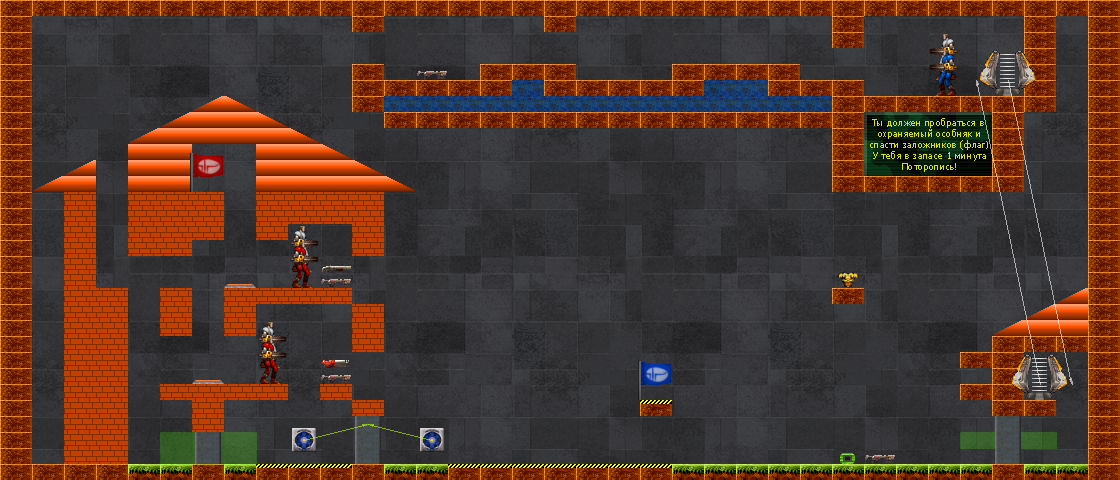 Ты должен пробраться в
охраняемый особняк и
спасти заложников (флаг)
У тебя в запасе 1 минута
Поторопись!